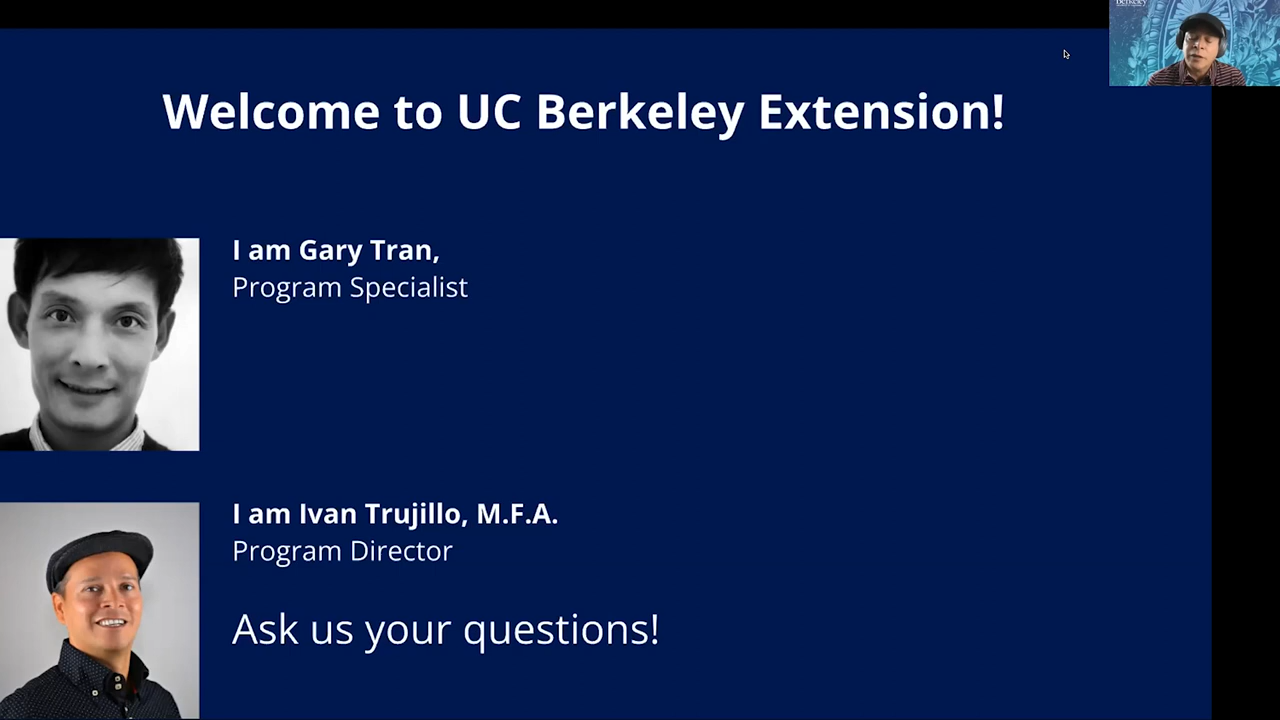 Berkeley
Welcome to UC Berkeley Extension!
I am Gary Tran,
Program Specialist
I am Ivan Trujillo, M.F.A.
Program Director
Ask us your questions!